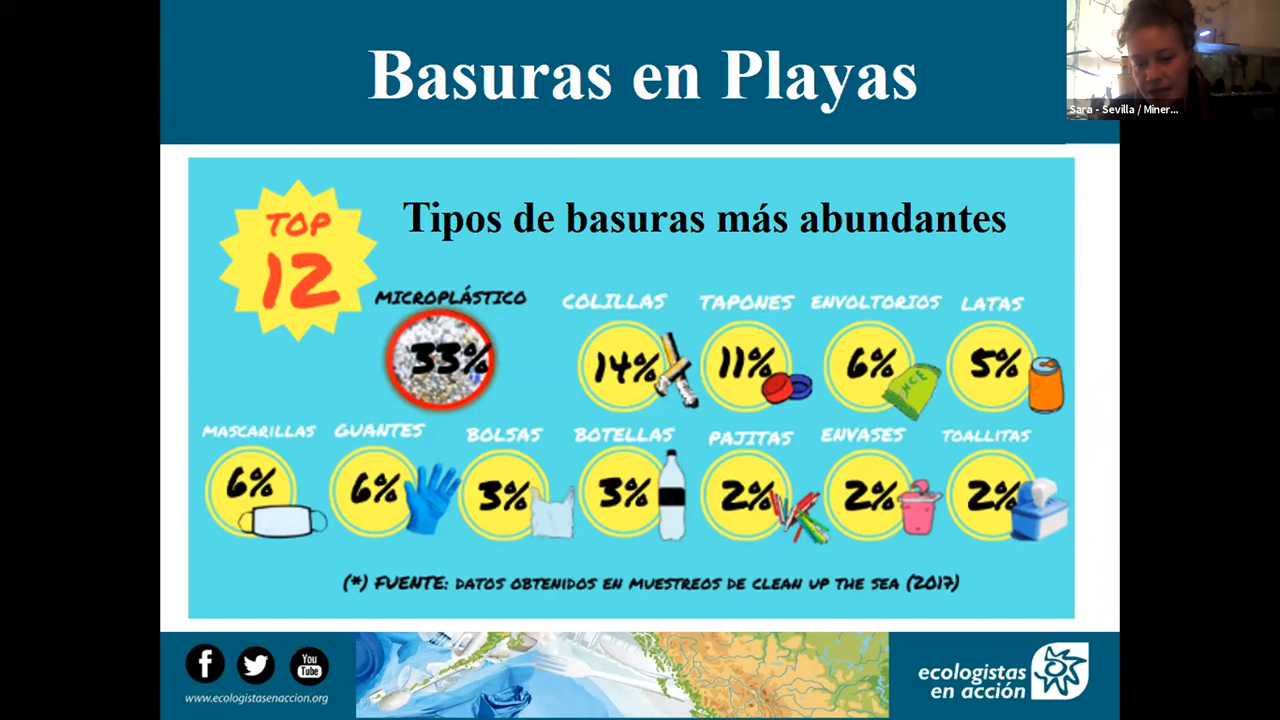 Basuras en Playas
Sara - Sevilla / Miner...
TOP
12
Tipos de basuras más abundantes
MICROPLÁSTICO
33%
COLILLAS
14%
TAPONES
11%
ENVOLTORIOS
6%
LATAS
5%
MASCARILLAS
6%
GUANTES
6%
BOLSAS
3%
BOTELLAS
3%
PAJITAS
2%
ENVASES
2%
TOALLITAS
2%
(*) FUENTE: DATOS OBTENIDOS EN MUESTREOS DE CLEAN UP THE SEA (2017)
You
Tube
www.ecologistasenaccion.org
ecologistas
en acción